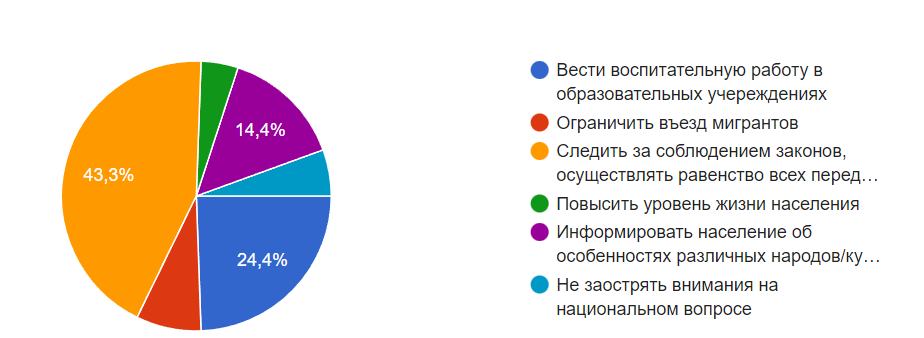 43,3%
14,4%
24,4%
Вести воспитательную работу в
образовательных учереждениях
Ограничить въезд мигрантов
Следить за соблюдением законов,
осуществлять равенство всех перед…
Повысить уровень жизни населения
Информировать население об
особенностях различных народов/ку…
Не заострять внимания на
национальном вопросе